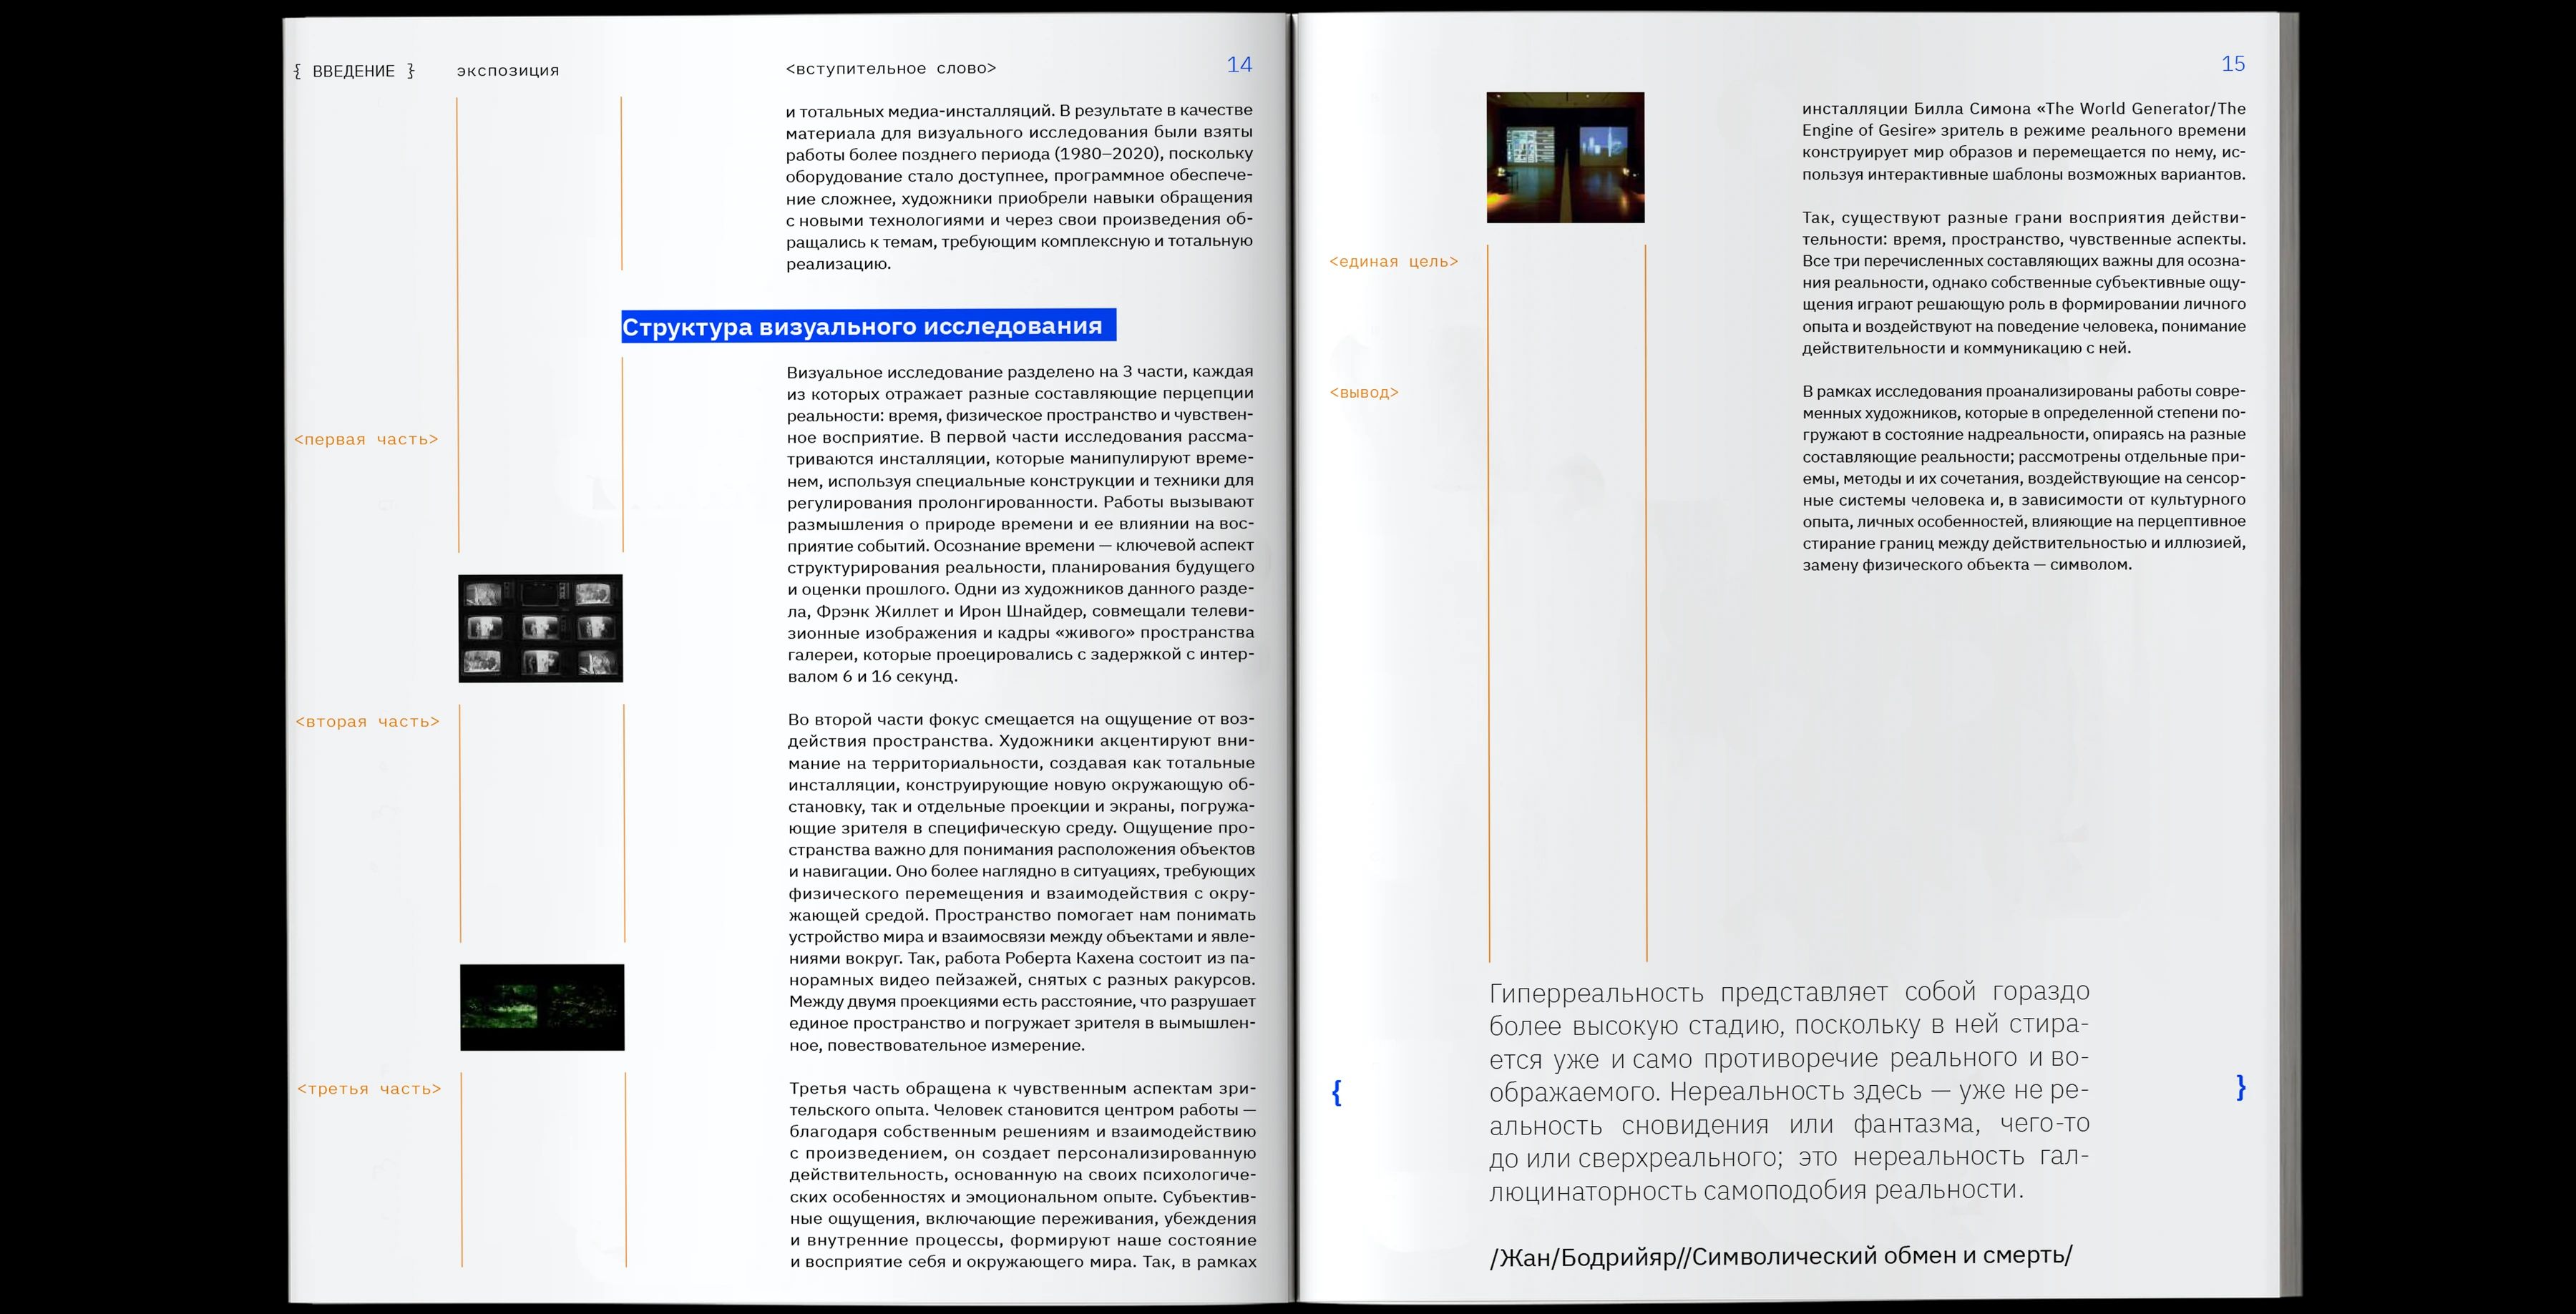 { ВВЕДЕНИЕ } экспозиция <вступительное слово> 14
и тотальных медиа-инсталляций. В результате в качестве
материала для визуального исследования были взяты
работы более позднего периода (1980–2020), поскольку
оборудование стало доступнее, программное обеспече-
ние сложнее, художники приобрели навыки обращения
с новыми технологиями и через свои произведения об-
ращались к темам, требующим комплексную и тотальную
реализацию.
Структура визуального исследования
<первая часть>
Визуальное исследование разделено на 3 части, каждая
из которых отражает разные составляющие перцепции
реальности: время, физическое пространство и чувствен-
ное восприятие. В первой части исследования рассма-
триваются инсталляции, которые манипулируют време-
нем, используя специальные конструкции и техники для
регулирования пролонгированности. Работы вызывают
размышления о природе времени и ее влиянии на вос-
приятие событий. Осознание времени — ключевой аспект
структурирования реальности, планирования будущего
и оценки прошлого. Одни из художников данного разде-
ла, Фрэнк Жиллет и Ирон Шнайдер, совмещали телеви-
зионные изображения и кадры «живого» пространства
галереи, которые проецировались с задержкой с интер-
валом 6 и 16 секунд.
<вторая часть>
Во второй части фокус смещается на ощущение от воз-
действия пространства. Художники акцентируют вни-
мание на территориальности, создавая как тотальные
инсталляции, конструирующие новую окружающую об-
становку, так и отдельные проекции и экраны, погружа-
ющие зрителя в специфическую среду. Ощущение про-
странства важно для понимания расположения объектов
и навигации. Оно более наглядно в ситуациях, требующих
физического перемещения и взаимодействия с окру-
жающей средой. Пространство помогает нам понимать
устройство мира и взаимосвязи между объектами и явле-
ниями вокруг. Так, работа Роберта Кахена состоит из па-
норамных видео пейзажей, снятых с разных ракурсов.
Между двумя проекциями есть расстояние, что разрушает
единое пространство и погружает зрителя в вымышлен-
ное, повествовательное измерение.
<третья часть>
Третья часть обращена к чувственным аспектам зри-
тельского опыта. Человек становится центром работы —
благодаря собственным решениям и взаимодействию
с произведением, он создает персонализированную
действительность, основанную на своих психологиче-
ских особенностях и эмоциональном опыте. Субъектив-
ные ощущения, включающие переживания, убеждения
и внутренние процессы, формируют наше состояние
и восприятие себя и окружающего мира. Так, в рамках
15
инсталляции Билла Симона «The World Generator/The
Engine of Gesire» зритель в режиме реального времени
конструирует мир образов и перемещается по нему, ис-
пользуя интерактивные шаблоны возможных вариантов.
<единая цель>
Так, существуют разные грани восприятия действи-
тельности: время, пространство, чувственные аспекты.
Все три перечисленных составляющих важны для осозна-
ния реальности, однако собственные субъективные ощу-
щения играют решающую роль в формировании личного
опыта и воздействуют на поведение человека, понимание
действительности и коммуникацию с ней.
<вывод>
В рамках исследования проанализированы работы совре-
менных художников, которые в определенной степени по-
гружают в состояние надреальности, опираясь на разные
составляющие реальности; рассмотрены отдельные при-
емы, методы и их сочетания, воздействующие на сенсор-
ные системы человека и, в зависимости от культурного
опыта, личных особенностей, влияющие на перцептивное
стирание границ между действительностью и иллюзией,
замену физического объекта — символом.
Гиперреальность представляет собой гораздо
более высокую стадию, поскольку в ней стира-
ется уже и само противоречие реального и во-
{ ображаемого. Нереальность здесь — уже не ре- }
альность сновидения или фантазма, чего-то
до или сверхреального; это нереальность гал-
люцинаторность самоподобия реальности.
/Жан/Бодрийяр//Символический обмен и смерть/